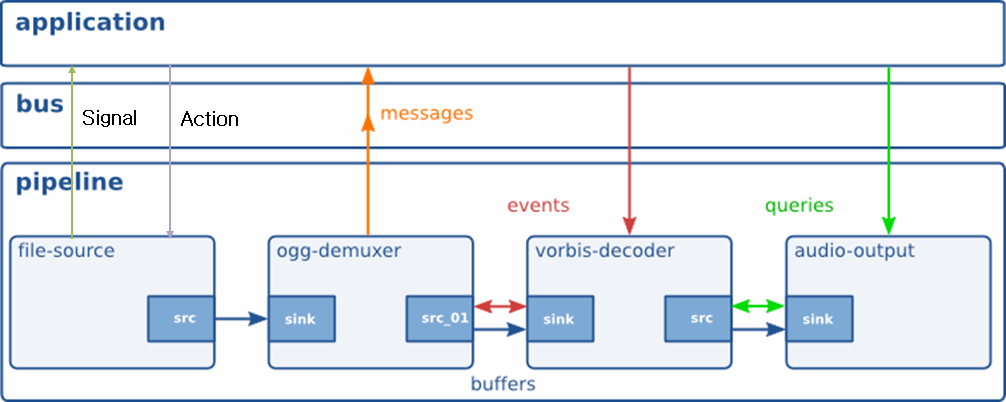 application
bus
Signal
Action
messages
pipeline
events
queries
file-source
ogg-demuxer
vorbis-decoder
audio-output
src
sink
src_01
sink
src
sink
buffers